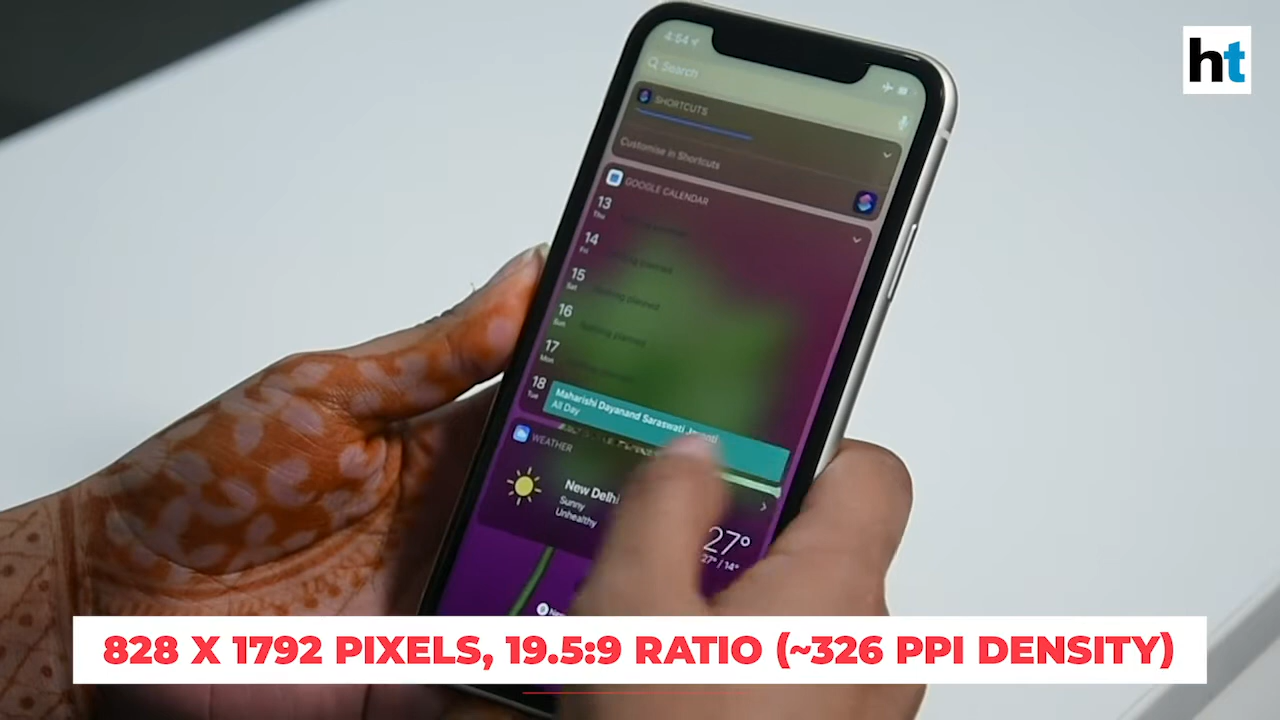 ht
4:54
Search
SHORTCUTS
Customise in Shortcuts
GOOGLE CALENDAR
13
Thu
14
Fri
15
Sat
16
Sun
17
Mon
18
Tue
Maharishi Dayanand Saraswati Jayanti
All Day
WEATHER
New Delhi
Sunny
Unhealthy
27°
27°/14°
828 X 1792 PIXELS, 19.5:9 RATIO (~326 PPI DENSITY)